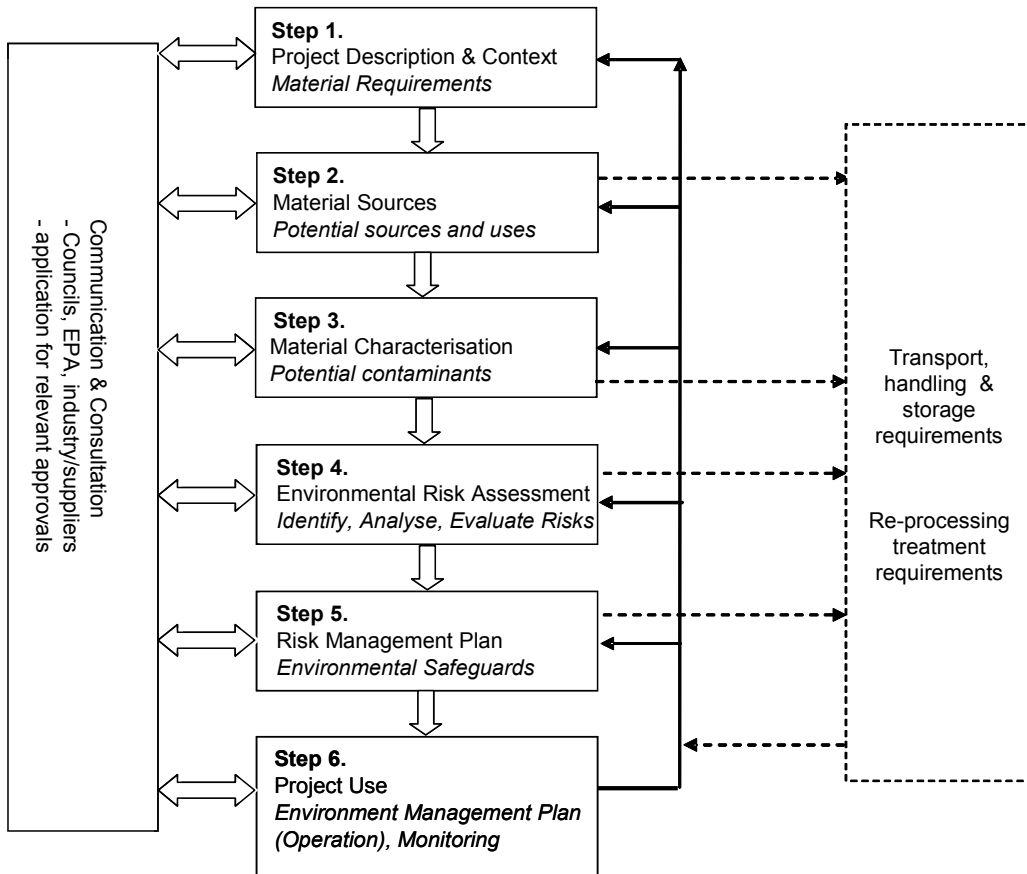 Step 1.
Project Description & Context
Material Requirements
Step 2.
Material Sources
Potential sources and uses
Step 3.
Material Characterisation
Potential contaminants
Step 4.
Environmental Risk Assessment
Identify, Analyse, Evaluate Risks
Step 5.
Risk Management Plan
Environmental Safeguards
Step 6.
Project Use
Environment Management Plan
(Operation), Monitoring
Communication & Consultation
- Councils, EPA, industry/suppliers
- application for relevant approvals
Transport,
handling &
storage
requirements
Re-processing
treatment
requirements